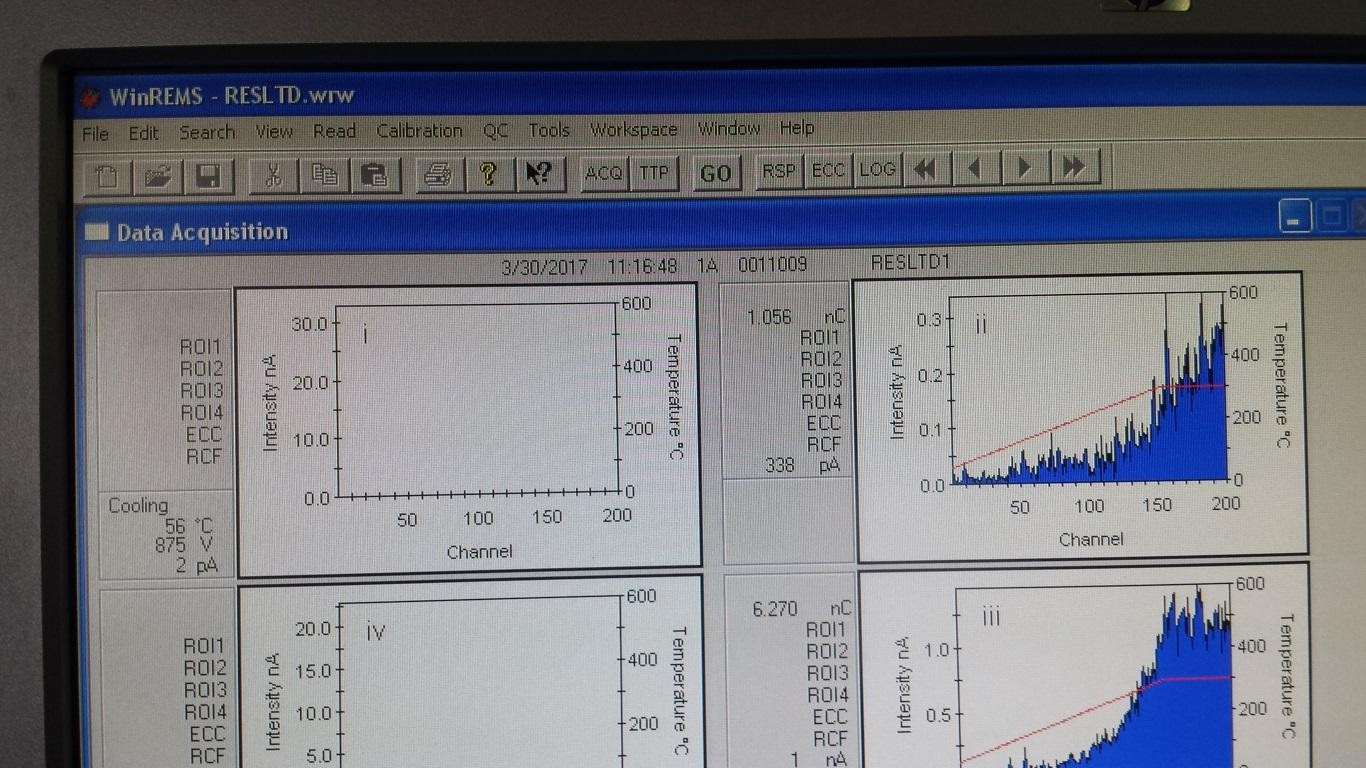 WinREMS - RESLTD.wrw
File Edit Search View Read Calibration QC Tools Workspace Window Help
ACQ TTP GO RSP ECC LOG
Data Acquisition
3/30/2017 11:16:48 1A 0011009 RESLTD1
ROI1
ROI2
ROI3
ROI4
ECC
RCF
Cooling
56 °C
875 V
2 pA
i
Intensity nA
30.0
20.0
10.0
0.0
50 100 150 200
Channel
600
400
200
0
Temperature °C
1.056 nC
ROI1
ROI2
ROI3
ROI4
ECC
RCF
338 pA
ii
Intensity nA
0.3
0.2
0.1
0.0
50 100 150 200
Channel
600
400
200
0
Temperature °C
ROI1
ROI2
ROI3
ROI4
ECC
RCF
iv
Intensity nA
20.0
15.0
10.0
5.0
600
400
200
Temperature °C
6.270 nC
ROI1
ROI2
ROI3
ROI4
ECC
RCF
1 nA
iii
Intensity nA
1.0
0.5
600
400
200
Temperature °C